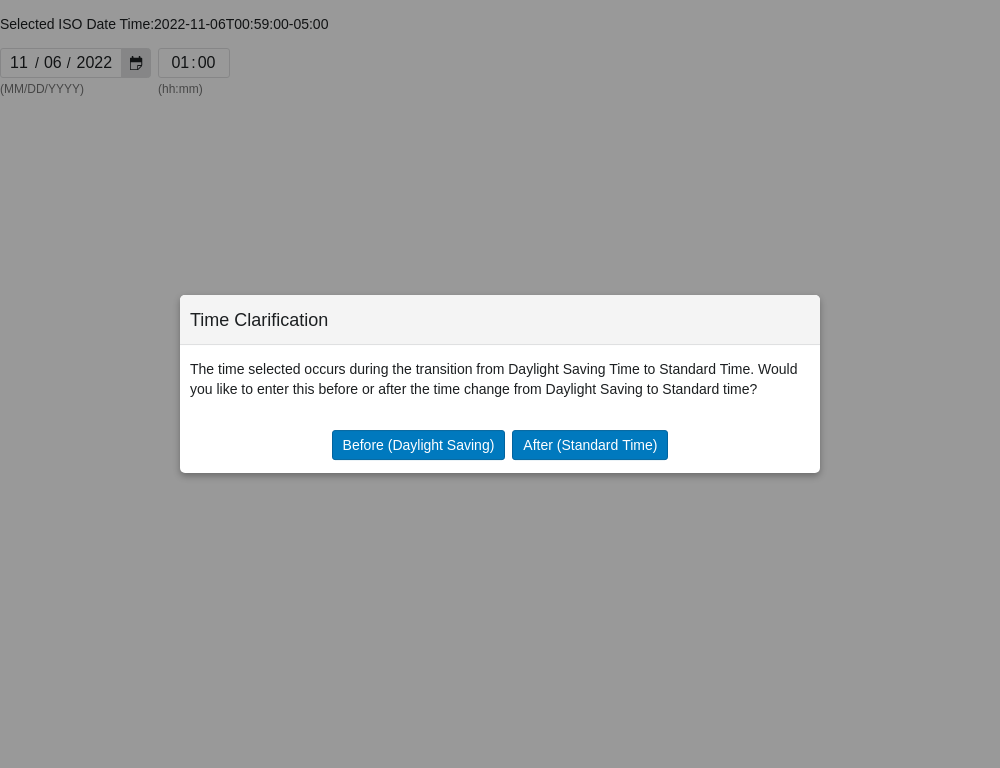 Selected ISO Date Time:2022-11-06T00:59:00-05:00
11 / 06 / 2022 01:00
(MM/DD/YYYY) (hh:mm)
Time Clarification
The time selected occurs during the transition from Daylight Saving Time to Standard Time. Would
you like to enter this before or after the time change from Daylight Saving to Standard time?
Before (Daylight Saving) After (Standard Time)